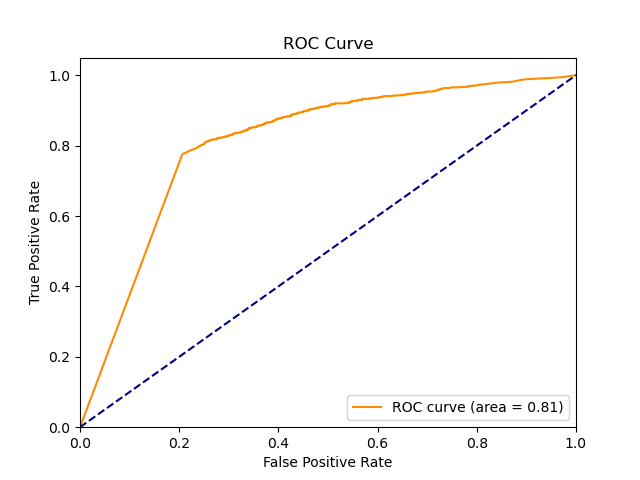 ROC Curve
True Positive Rate
1.0
0.8
0.6
0.4
0.2
0.0
ROC curve (area = 0.81)
0.0 0.2 0.4 0.6 0.8 1.0
False Positive Rate